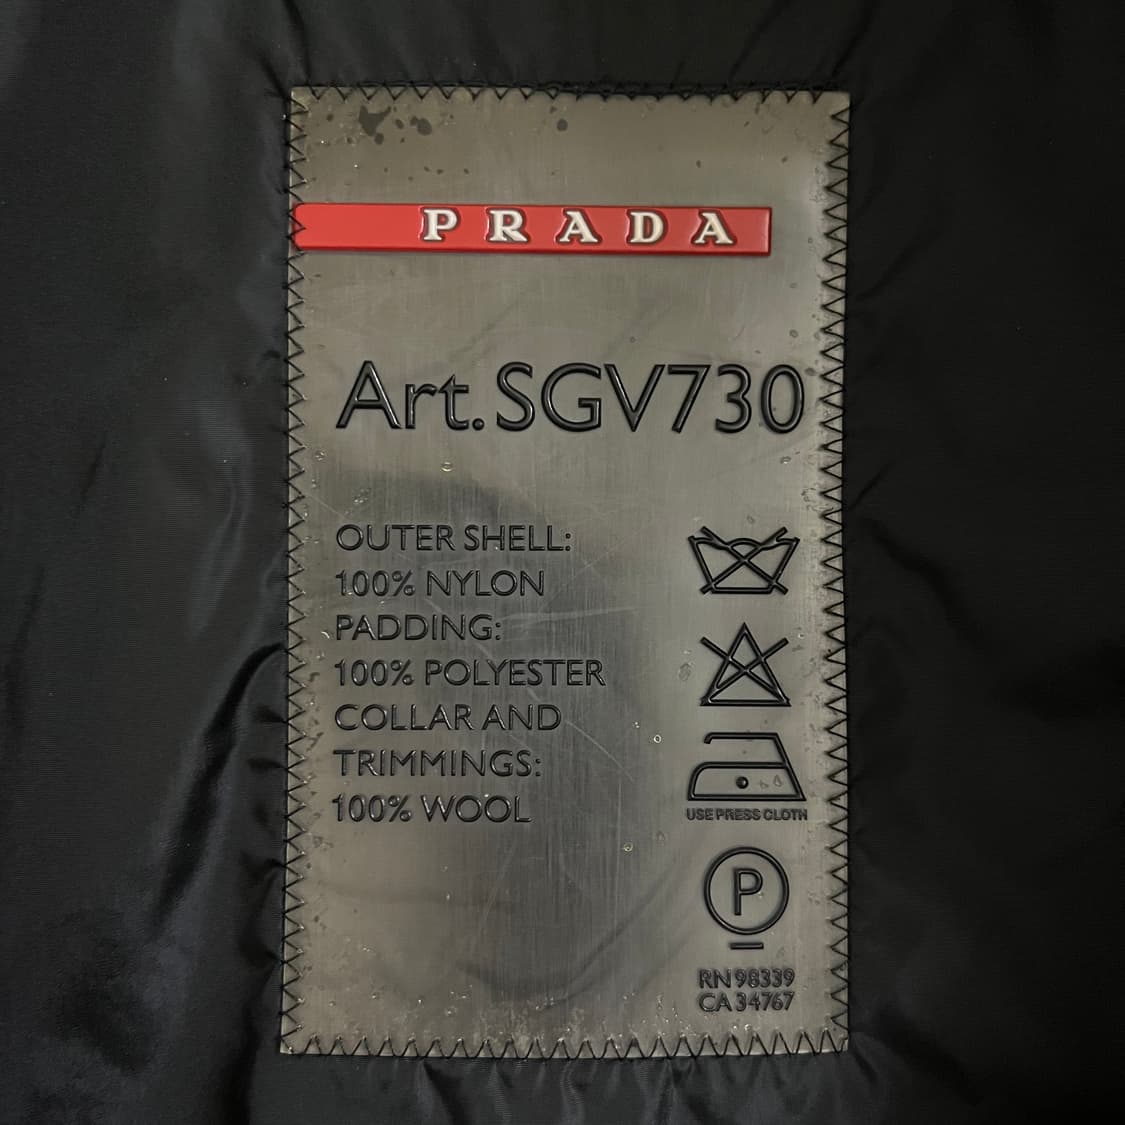 PRADA
Art. SGV730
OUTER SHELL:
100% NYLON
PADDING:
100% POLYESTER
COLLAR AND
TRIMMINGS:
100% WOOL
USE PRESS CLOTH
P
RN 98339
CA 34767